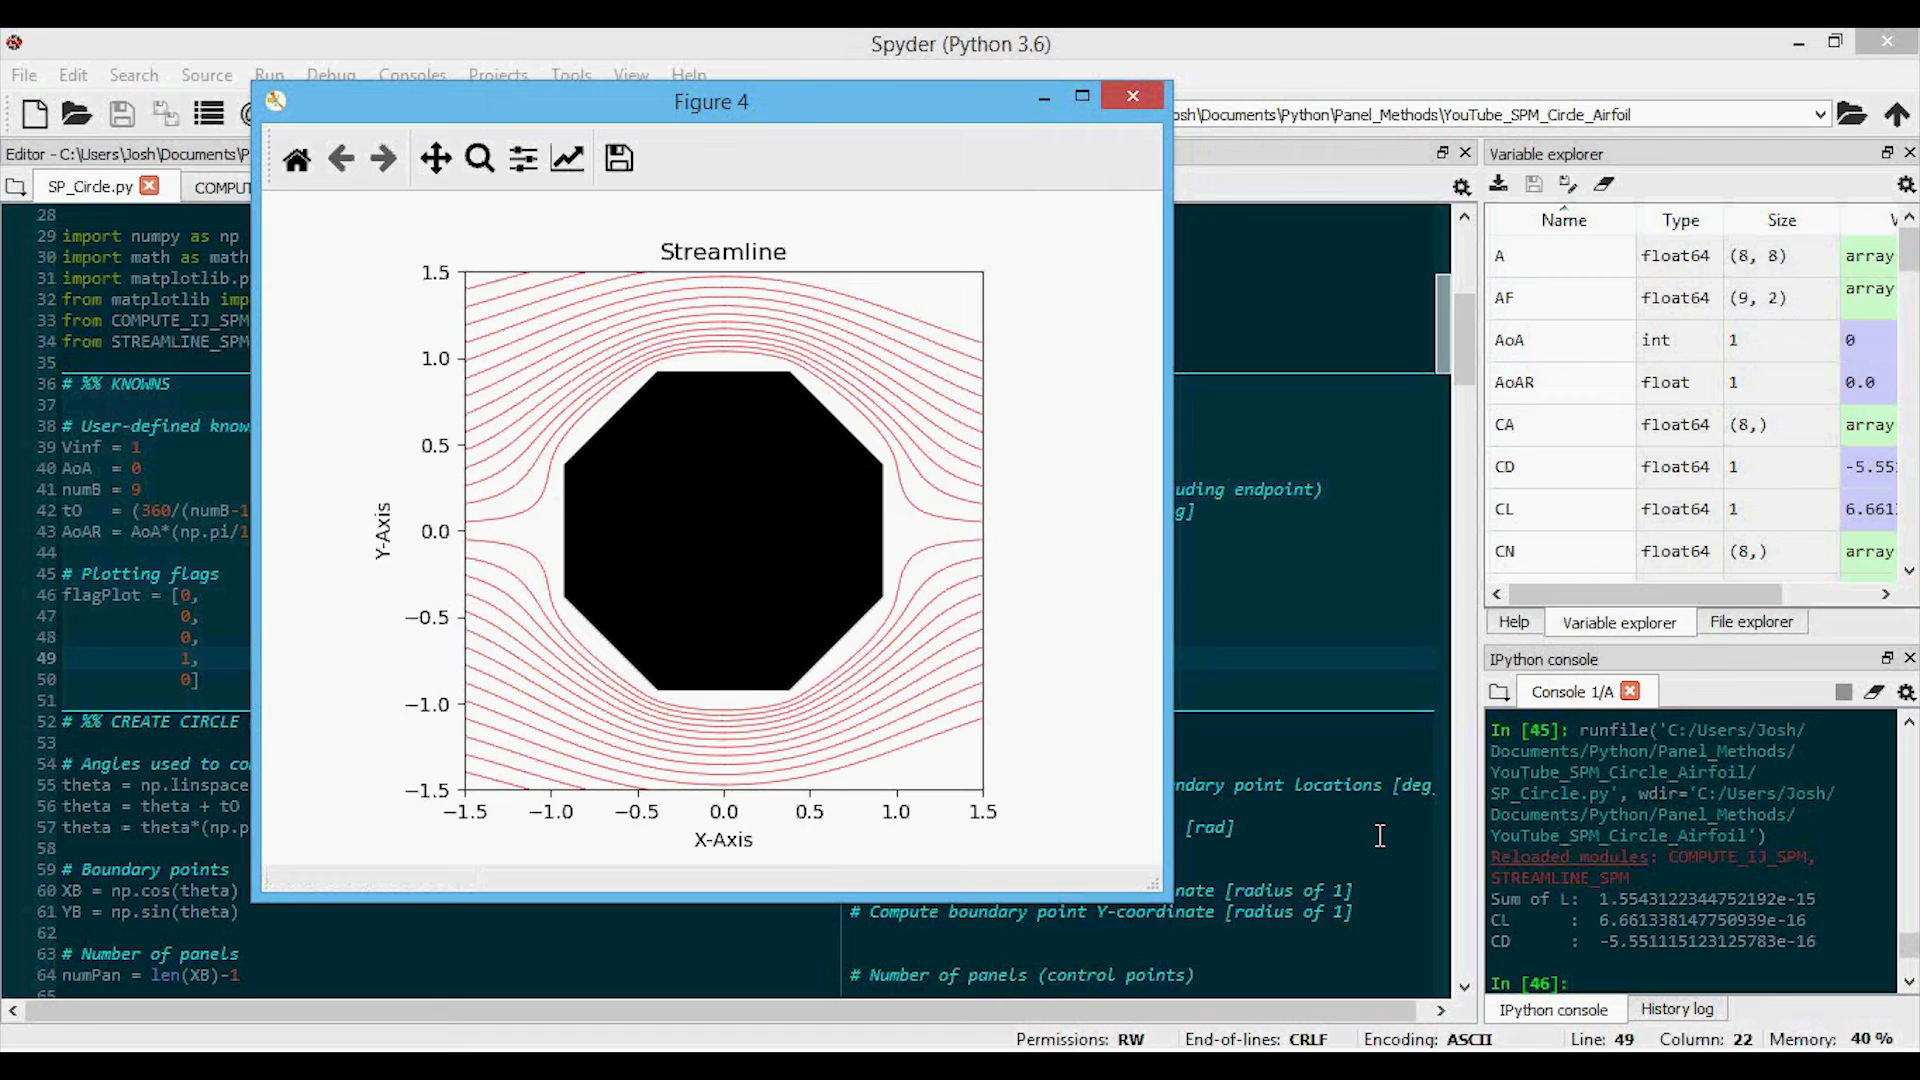 Spyder (Python 3.6)
File Edit Search Source Run Debug Consoles Projects Tools View Help
sh\Documents\Python\Panel_Methods\YouTube_SPM_Circle_Airfoil
Editor - C:\Users\Josh\Documents\P
SP_Circle.py
COMPUT
28
29 import numpy as np
30 import math as math
31 import matplotlib.p
32 from matplotlib imp
33 from COMPUTE_IJ_SPM
34 from STREAMLINE_SPM
35
36 # %% KNOWNS
37
38 # User-defined know
39 Vinf = 1
40 AoA = 0
41 numB = 9
42 tO = (360/(numB-1
43 AoAR = AoA*(np.pi/1
44
45 # Plotting flags
46 flagPlot = [0,
47 0,
48 0,
49 1,
50 0]
51
52 # %% CREATE CIRCLE
53
54 # Angles used to co
55 theta = np.linspace
56 theta = theta + tO
57 theta = theta*(np.p
58
59 # Boundary points
60 XB = np.cos(theta)
61 YB = np.sin(theta)
62
63 # Number of panels
64 numPan = len(XB)-1
65
Figure 4
Streamline
1.5
1.0
0.5
0.0
−0.5
−1.0
−1.5
Y-Axis
−1.5 −1.0 −0.5 0.0 0.5 1.0 1.5
X-Axis
uding endpoint)
g]
ndary point locations [deg
[rad]
nate [radius of 1]
# Compute boundary point Y-coordinate [radius of 1]
# Number of panels (control points)
Variable explorer
Name Type Size V
A float64 (8, 8) array
AF float64 (9, 2) array
AoA int 1 0
AoAR float 1 0.0
CA float64 (8,) array
CD float64 1 -5.55
CL float64 1 6.661
CN float64 (8,) array
Help Variable explorer File explorer
IPython console
Console 1/A
In [45]: runfile('C:/Users/Josh/
Documents/Python/Panel_Methods/
YouTube_SPM_Circle_Airfoil/
SP_Circle.py', wdir='C:/Users/Josh/
Documents/Python/Panel_Methods/
YouTube_SPM_Circle_Airfoil')
Reloaded modules: COMPUTE_IJ_SPM,
STREAMLINE_SPM
Sum of L: 1.5543122344752192e-15
CL : 6.661338147750939e-16
CD : -5.551115123125783e-16
In [46]:
IPython console History log
Permissions: RW End-of-lines: CRLF Encoding: ASCII Line: 49 Column: 22 Memory: 40 %